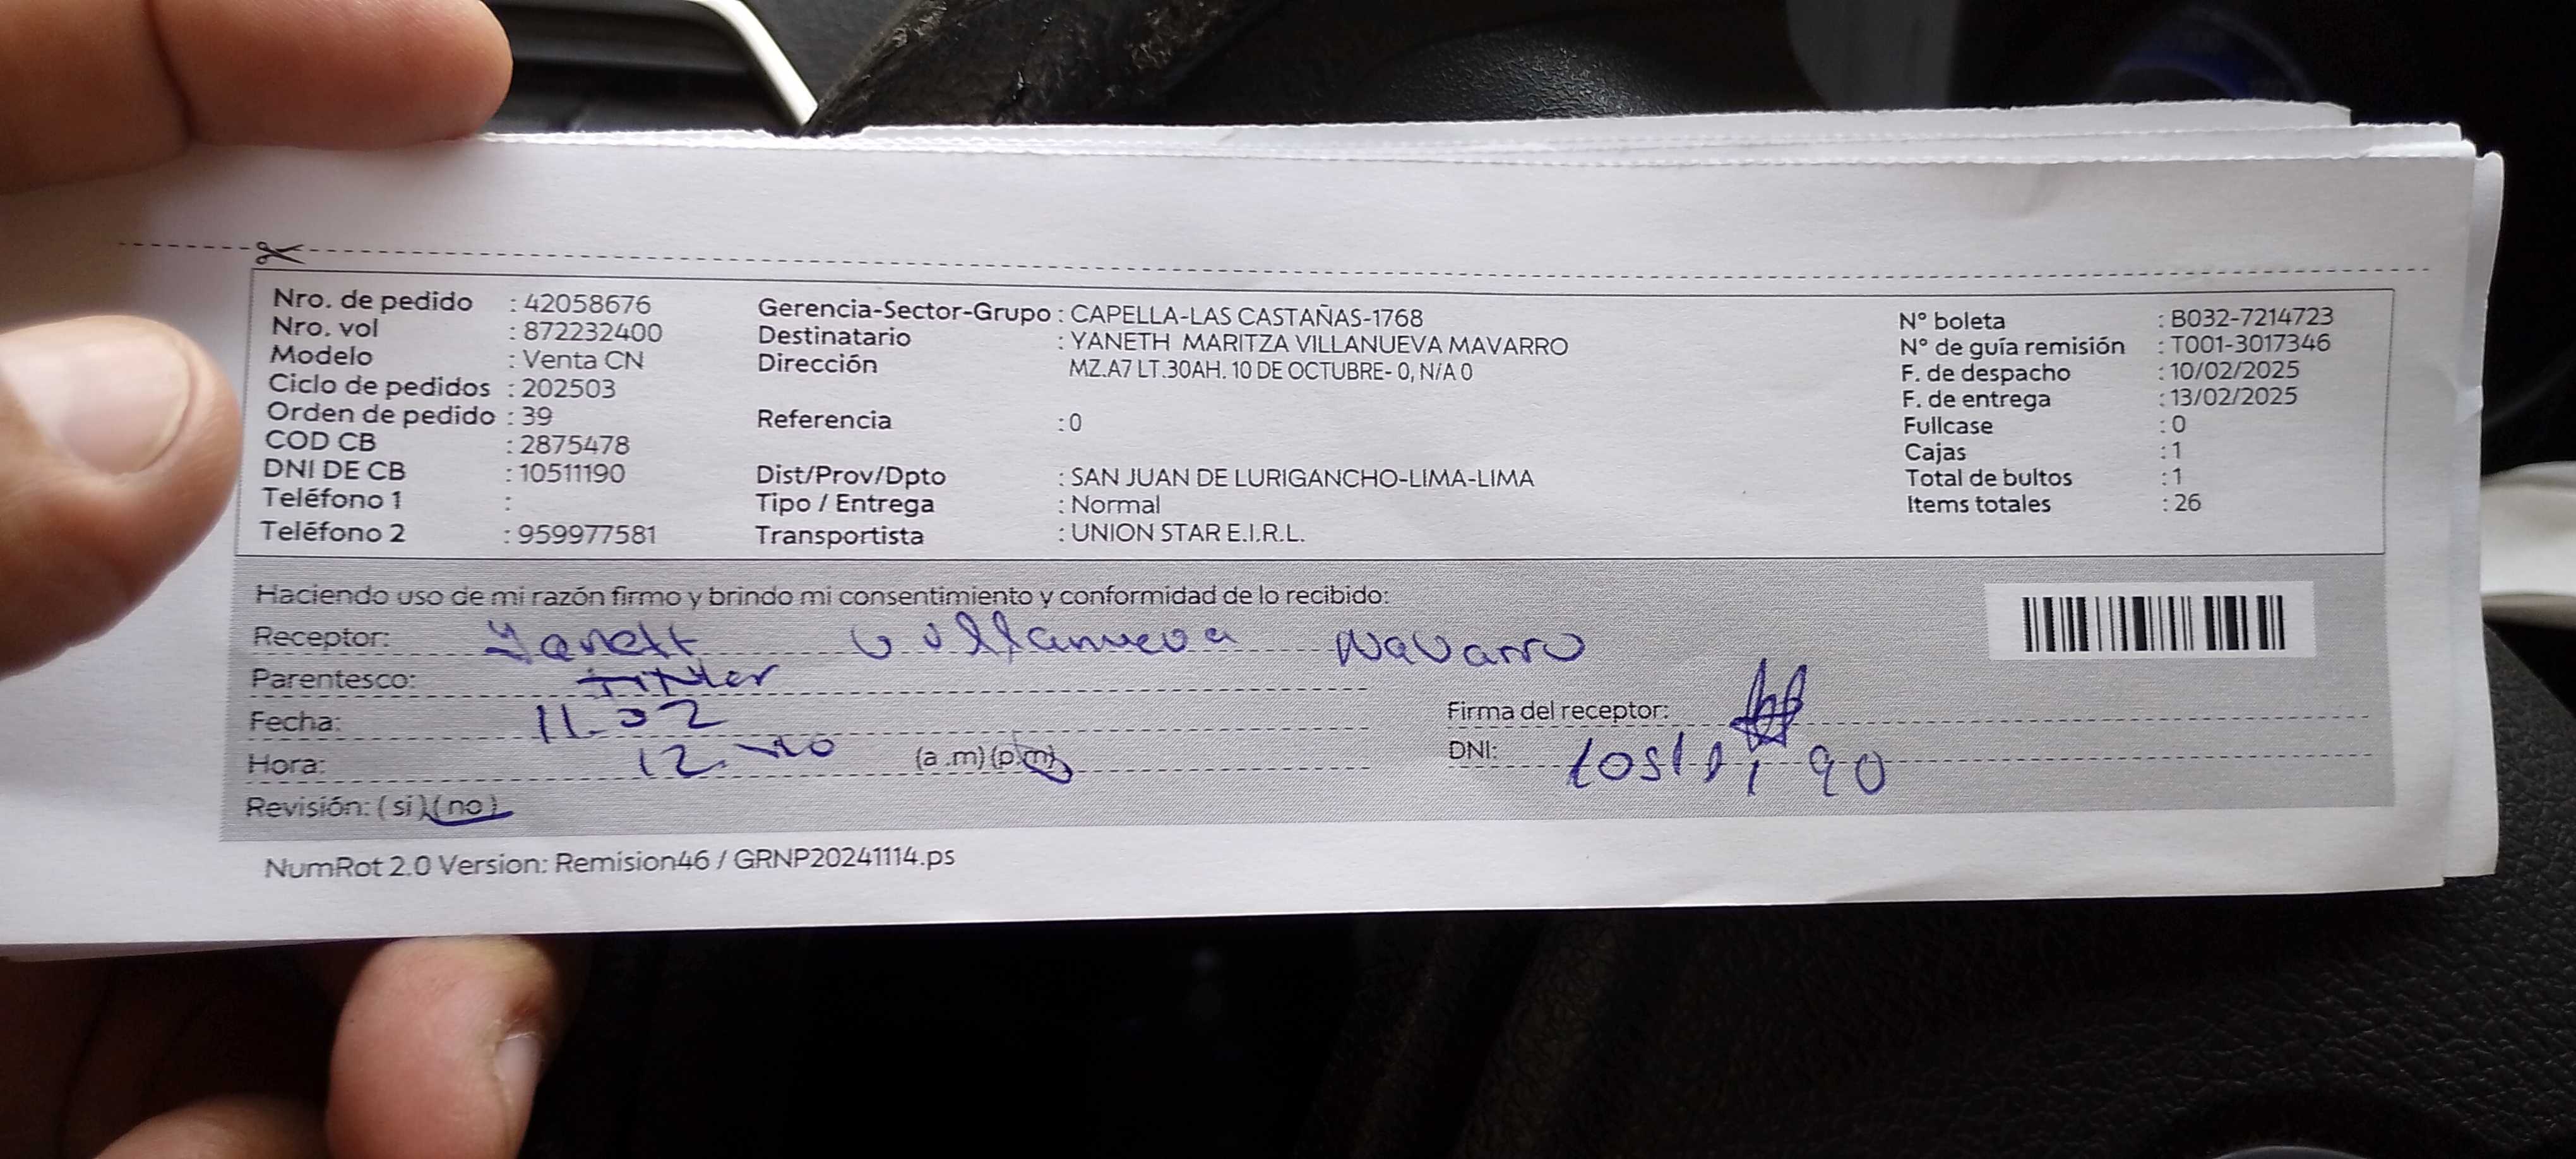 Nro. de pedido : 42058676
Nro. vol : 872232400
Modelo : Venta CN
Ciclo de pedidos : 202503
Orden de pedido : 39
COD CB : 2875478
DNI DE CB : 10511190
Teléfono 1 :
Teléfono 2 : 959977581
Gerencia-Sector-Grupo : CAPELLA-LAS CASTAÑAS-1768
Destinatario : YANETH MARITZA VILLANUEVA MAVARRO
Dirección MZ.A7 LT.30AH. 10 DE OCTUBRE- 0, N/A 0
Referencia : 0
Dist/Prov/Dpto : SAN JUAN DE LURIGANCHO-LIMA-LIMA
Tipo / Entrega : Normal
Transportista : UNION STAR E.I.R.L.
N° boleta : B032-7214723
N° de guía remisión : T001-3017346
F. de despacho : 10/02/2025
F. de entrega : 13/02/2025
Fullcase : 0
Cajas : 1
Total de bultos : 1
Items totales : 26
Haciendo uso de mi razón firmo y brindo mi consentimiento y conformidad de lo recibido:
Receptor: Yanett Villanueva Navarro
Parentesco:
Fecha: 11-02
Hora: 12. (a .m)(p.m)
Revisión: (si)(no)
Firma del receptor:
DNI:
NumRot 2.0 Version: Remision46 / GRNP20241114.ps